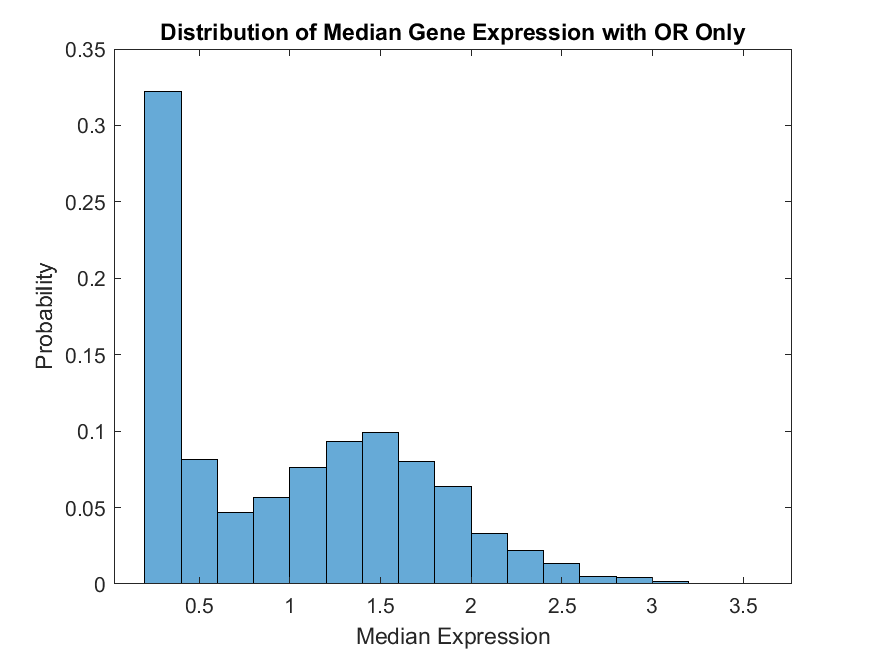 Distribution of Median Gene Expression with OR Only
0.35
0.3
0.25
0.2
0.15
0.1
0.05
0
Probability
0.5 1 1.5 2 2.5 3 3.5
Median Expression